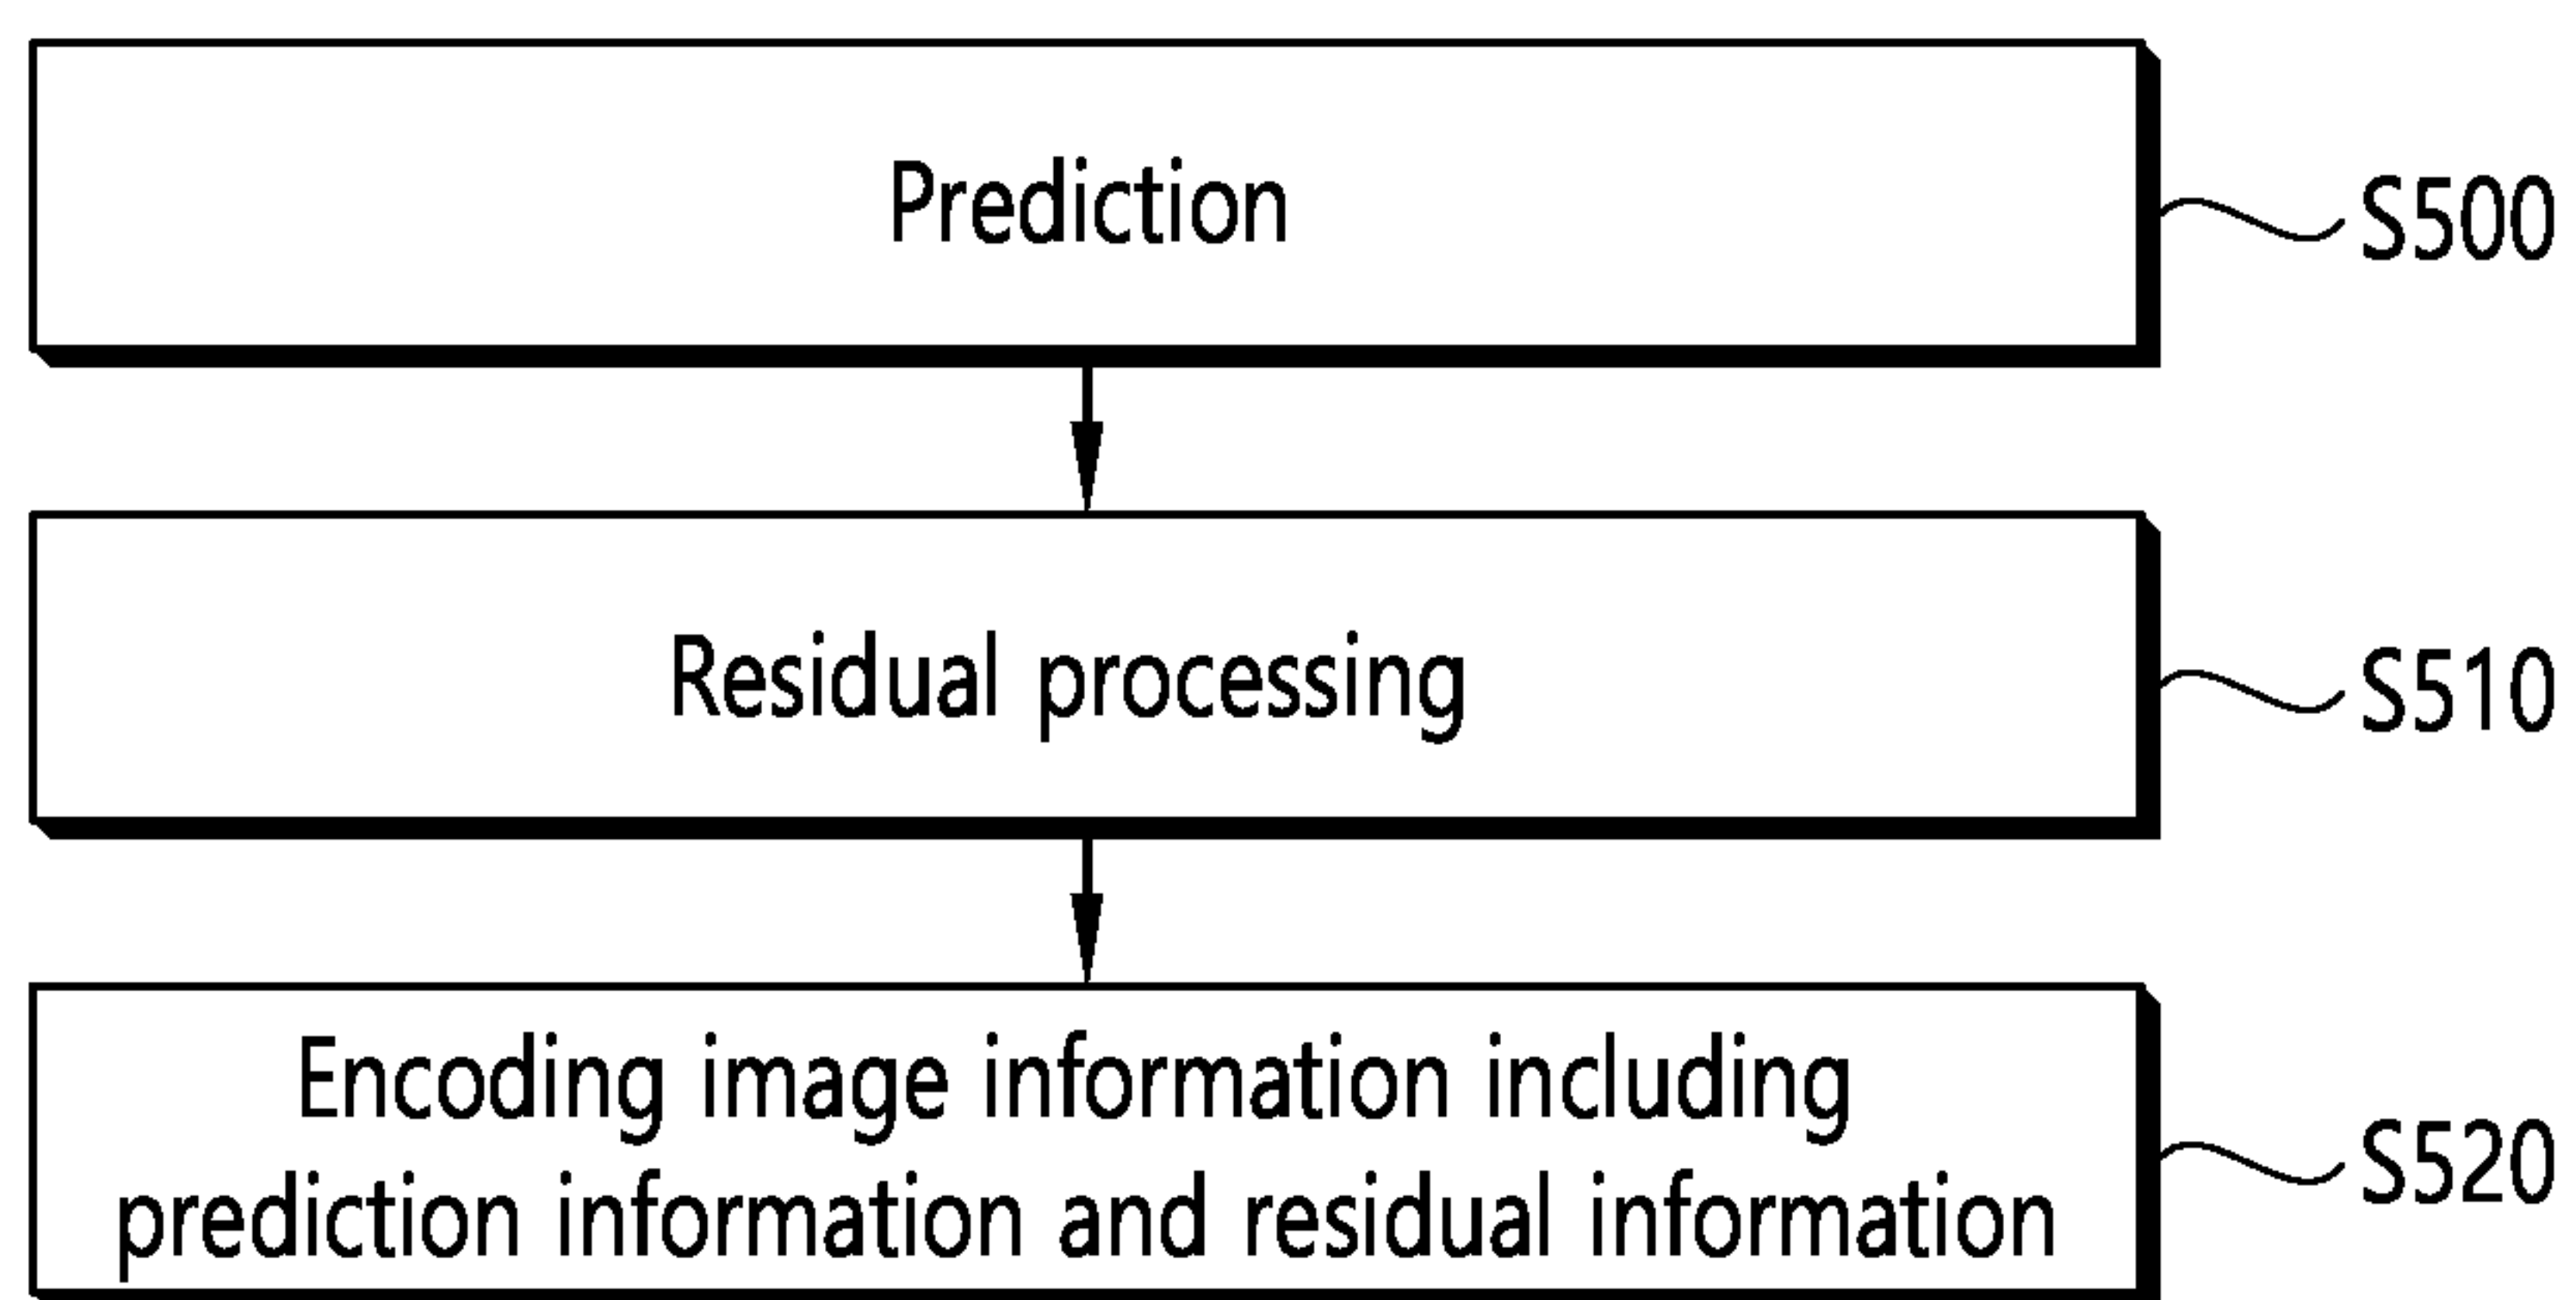 Prediction
S500
Residual processing
S510
Encoding image information including
prediction information and residual information
S520